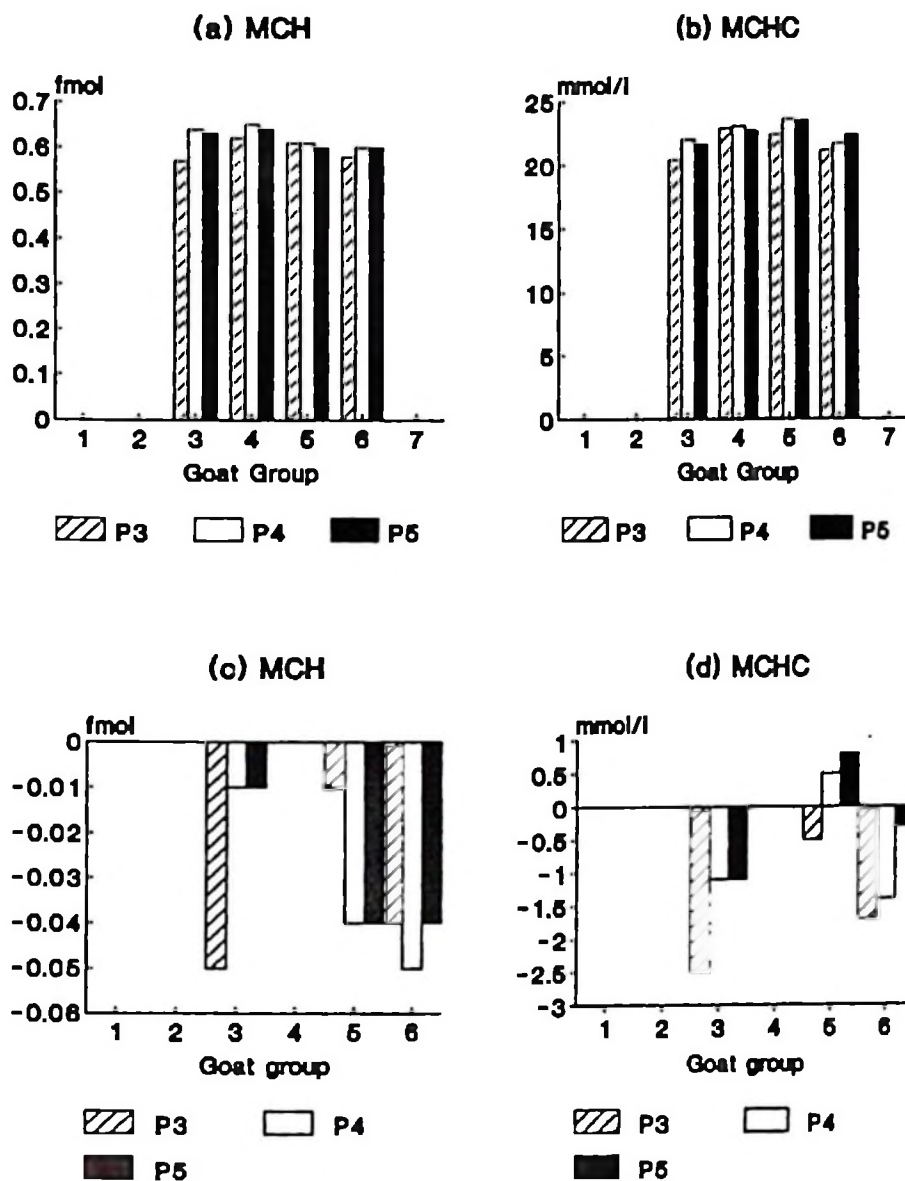 (a) MCH
fmol
0.7
0.6
0.5
0.4
0.3
0.2
0.1
0
1 2 3 4 5 6 7
Goat Group
P3 P4 P5
(b) MCHC
mmol/l
25
20
15
10
5
0
1 2 3 4 5 6 7
Goat Group
P3 P4 P5
(c) MCH
fmol
0
-0.01
-0.02
-0.03
-0.04
-0.05
-0.06
1 2 3 4 5 6
Goat group
P3 P4
P5
(d) MCHC
mmol/l
1
0.5
0
-0.5
-1
-1.5
-2
-2.5
-3
1 2 3 4 5 6
Goat group
P3 P4
P5